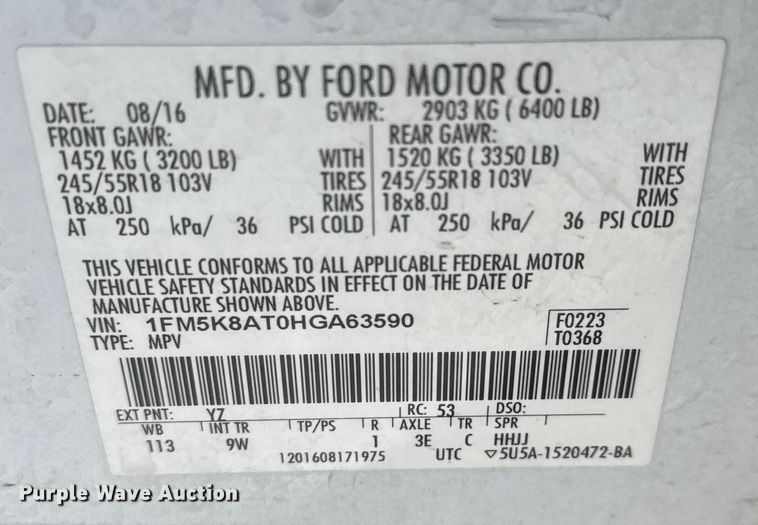 MFD. BY FORD MOTOR CO.
DATE: 08/16 GVWR: 2903 KG ( 6400 LB)
FRONT GAWR: REAR GAWR:
1452 KG ( 3200 LB) WITH 1520 KG ( 3350 LB) WITH
245/55R18 103V TIRES 245/55R18 103V TIRES
18x8.0J RIMS 18x8.0J RIMS
AT 250 kPa/ 36 PSI COLD AT 250 kPa/ 36 PSI COLD
THIS VEHICLE CONFORMS TO ALL APPLICABLE FEDERAL MOTOR
VEHICLE SAFETY STANDARDS IN EFFECT ON THE DATE OF
MANUFACTURE SHOWN ABOVE.
VIN: 1FM5K8AT0HGA63590 F0223
TYPE: MPV T0368
EXT PNT: YZ RC: 53 DSO:
WB INT TR TP/PS R AXLE TR SPR
113 9W 1 3E C HHJJ
1201608171975 UTC ▽5U5A-1520472-BA
Purple Wave Auction